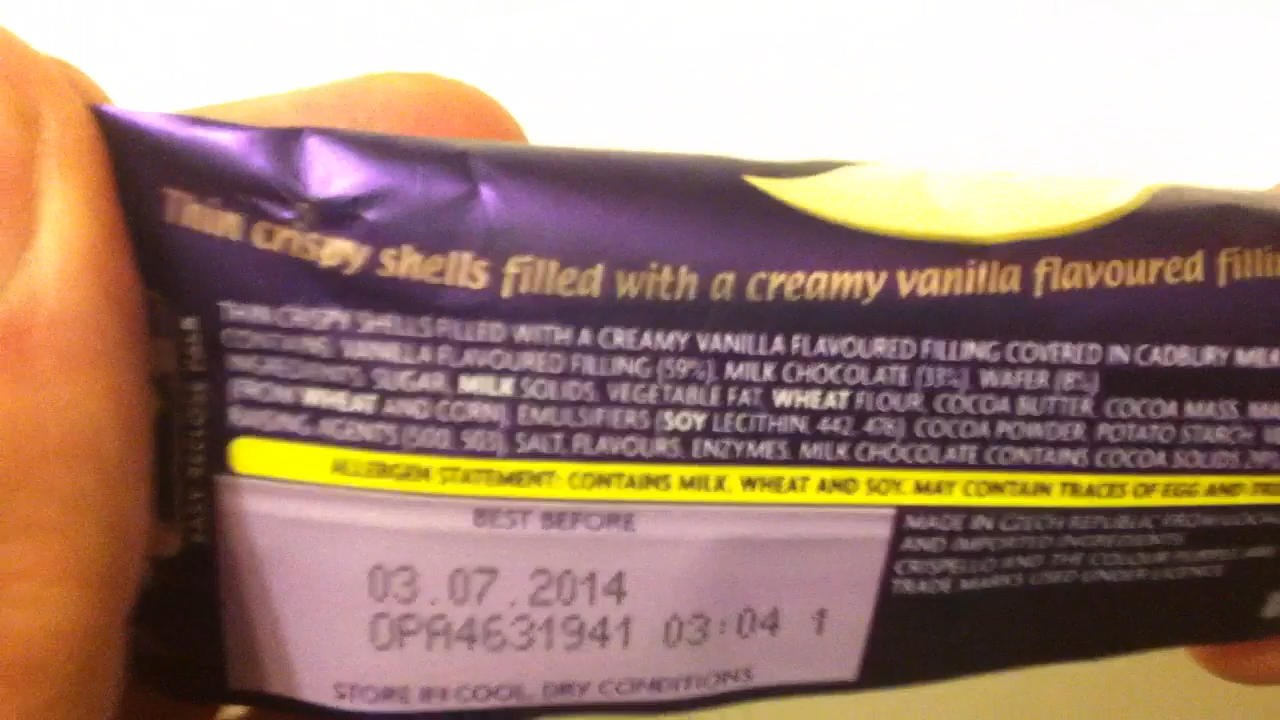 Thin crispy shells filled with a creamy vanilla flavoured
THIN CRISPY SHELLS FILLED WITH A CREAMY VANILLA FLAVOURED FILLING COVERED IN CADBURY
CONTAINS: VANILLA FLAVOURED FILLING (59%), MILK CHOCOLATE (33%), WAFER (8%)
INGREDIENTS: SUGAR, MILK SOLIDS, VEGETABLE FAT, WHEAT FLOUR, COCOA BUTTER, COCOA MASS,
FROM WHEAT AND CORN), EMULSIFIERS (SOY LECITHIN, 442, 476), COCOA POWDER, POTATO STARCH,
AGENTS (500, 503), SALT, FLAVOURS, ENZYMES. MILK CHOCOLATE CONTAINS COCOA SOLIDS
ALLERGEN STATEMENT: CONTAINS MILK, WHEAT AND SOY. MAY CONTAIN TRACES OF EGG AND
BEST BEFORE
03.07.2014
OPA4631941 03:04 1
STORE IN COOL, DRY CONDITIONS
MADE IN CZECH REPUBLIC FROM
AND IMPORTED INGREDIENTS
CRISPELLO AND THE COLOUR PURPLE ARE
TRADE MARKS USED UNDER LICENCE